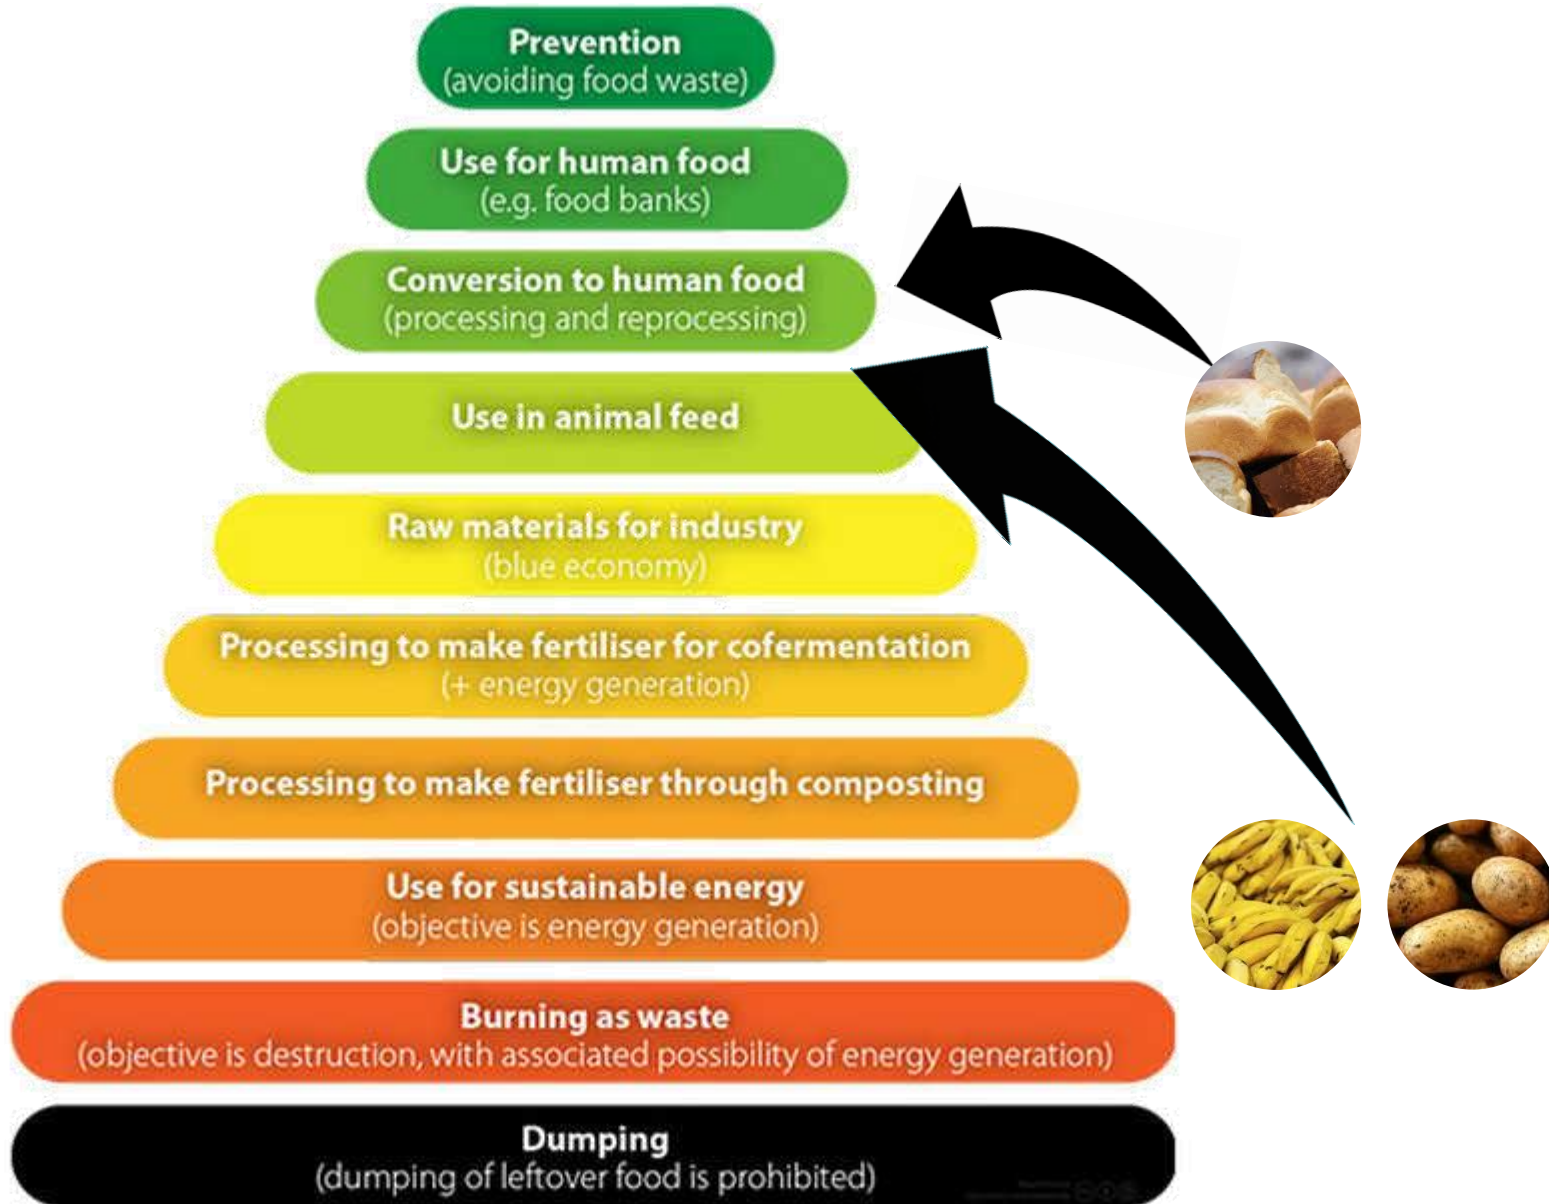 Prevention
(avoiding food waste)
Use for human food
(e.g. food banks)
Conversion to human food
(processing and reprocessing)
Use in animal feed
Raw materials for industry
(blue economy)
Processing to make fertiliser for cofermentation
(+ energy generation)
Processing to make fertiliser through composting
Use for sustainable energy
(objective is energy generation)
Burning as waste
(objective is destruction, with associated possibility of energy generation)
Dumping
(dumping of leftover food is prohibited)